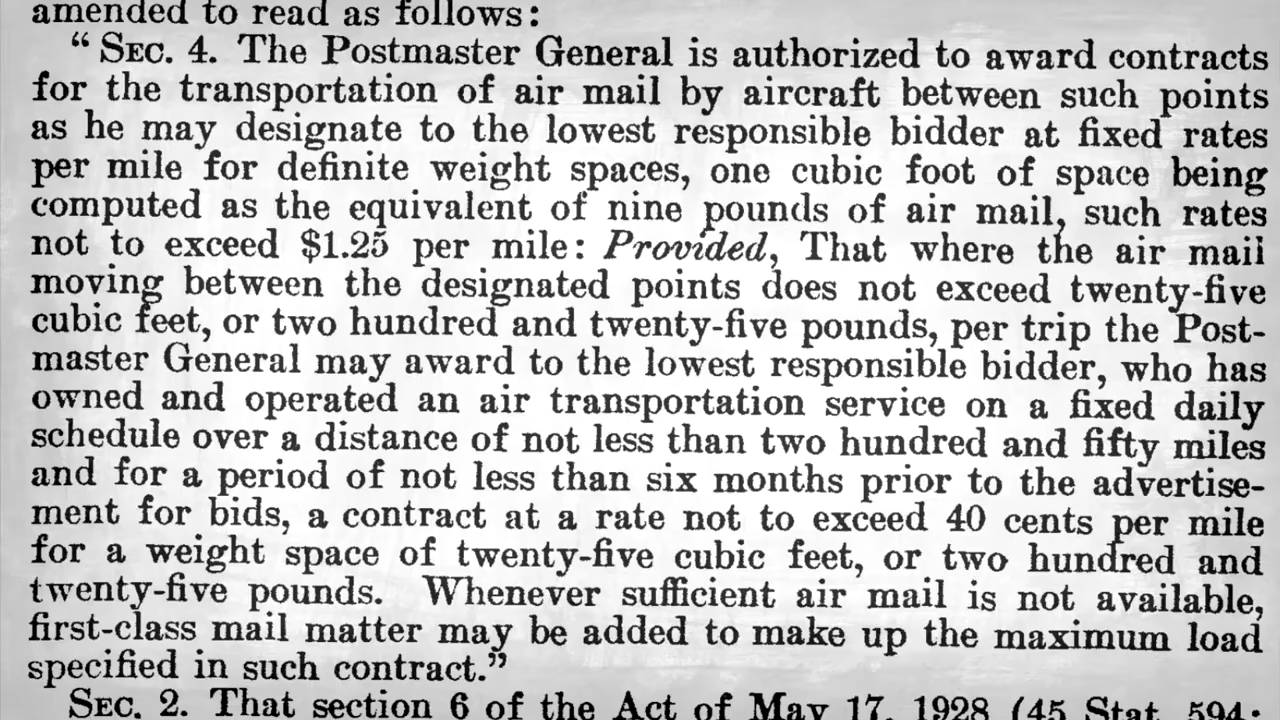 amended to read as follows:
“ SEC. 4. The Postmaster General is authorized to award contracts
for the transportation of air mail by aircraft between such points
as he may designate to the lowest responsible bidder at fixed rates
per mile for definite weight spaces, one cubic foot of space being
computed as the equivalent of nine pounds of air mail, such rates
not to exceed $1.25 per mile: Provided, That where the air mail
moving between the designated points does not exceed twenty-five
cubic feet, or two hundred and twenty-five pounds, per trip the Post-
master General may award to the lowest responsible bidder, who has
owned and operated an air transportation service on a fixed daily
schedule over a distance of not less than two hundred and fifty miles
and for a period of not less than six months prior to the advertise-
ment for bids, a contract at a rate not to exceed 40 cents per mile
for a weight space of twenty-five cubic feet, or two hundred and
twenty-five pounds. Whenever sufficient air mail is not available,
first-class mail matter may be added to make up the maximum load
specified in such contract.”
SEC. 2. That section 6 of the Act of May 17, 1928 (45 Stat. 594;